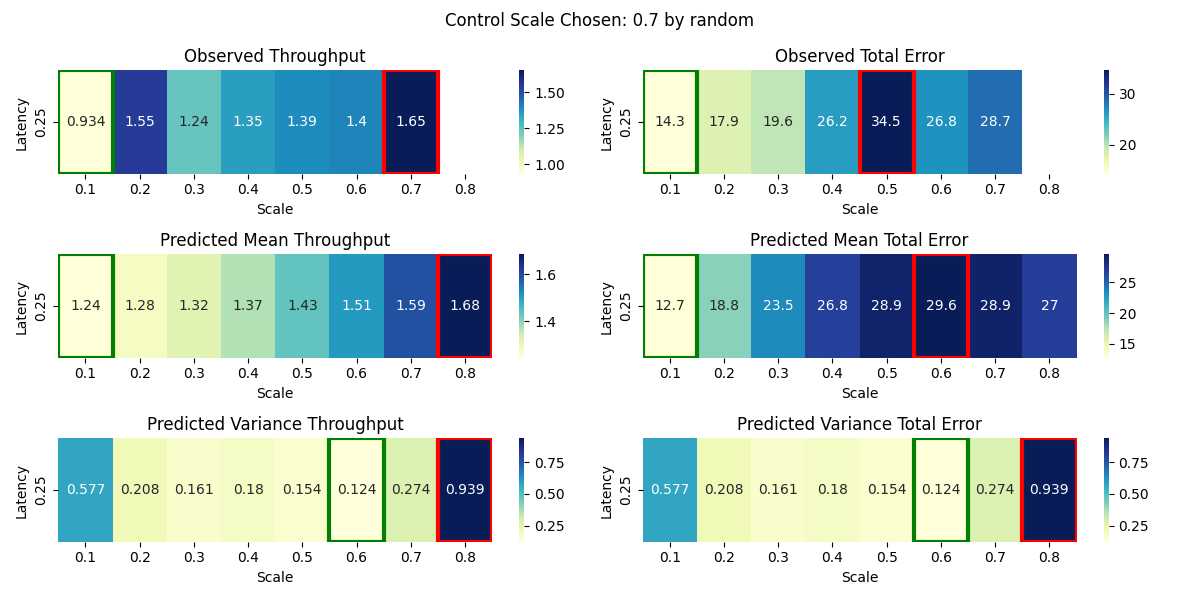 Control Scale Chosen: 0.7 by random
Observed Throughput
Latency
0.25
0.934 1.55 1.24 1.35 1.39 1.4 1.65
0.1 0.2 0.3 0.4 0.5 0.6 0.7 0.8
Scale
1.50
1.25
1.00
Observed Total Error
Latency
0.25
14.3 17.9 19.6 26.2 34.5 26.8 28.7
0.1 0.2 0.3 0.4 0.5 0.6 0.7 0.8
Scale
30
20
Predicted Mean Throughput
Latency
0.25
1.24 1.28 1.32 1.37 1.43 1.51 1.59 1.68
0.1 0.2 0.3 0.4 0.5 0.6 0.7 0.8
Scale
1.6
1.4
Predicted Mean Total Error
Latency
0.25
12.7 18.8 23.5 26.8 28.9 29.6 28.9 27
0.1 0.2 0.3 0.4 0.5 0.6 0.7 0.8
Scale
25
20
15
Predicted Variance Throughput
Latency
0.25
0.577 0.208 0.161 0.18 0.154 0.124 0.274 0.939
0.1 0.2 0.3 0.4 0.5 0.6 0.7 0.8
Scale
0.75
0.50
0.25
Predicted Variance Total Error
Latency
0.25
0.577 0.208 0.161 0.18 0.154 0.124 0.274 0.939
0.1 0.2 0.3 0.4 0.5 0.6 0.7 0.8
Scale
0.75
0.50
0.25